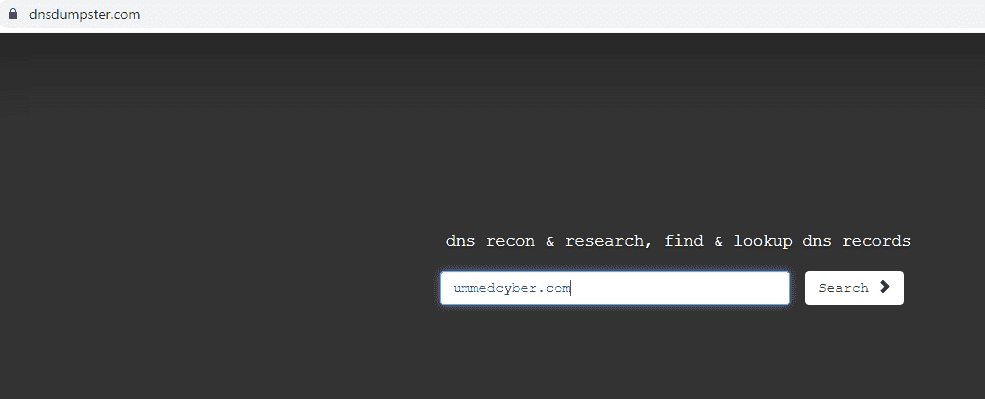 dnsdumpster.com
dns recon & research, find & lookup dns records
ummedcyber.com
Search